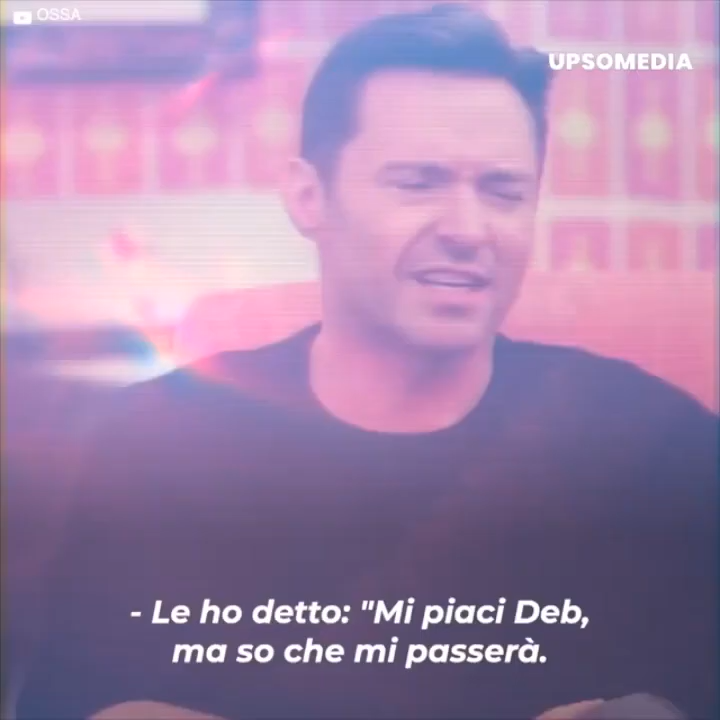 OSSA
UPSOMEDIA
- Le ho detto: "Mi piaci Deb,
ma so che mi passerà.